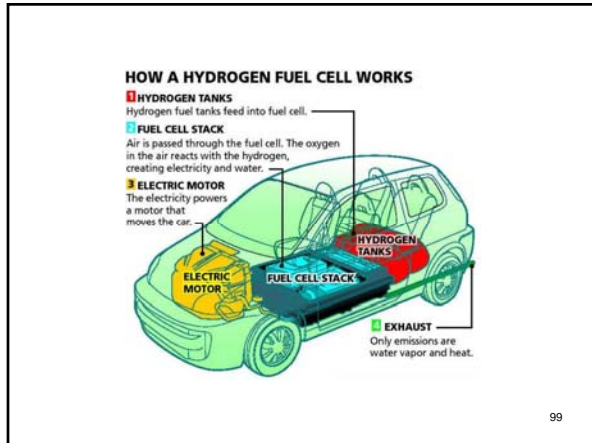 HOW A HYDROGEN FUEL CELL WORKS
1 HYDROGEN TANKS
Hydrogen fuel tanks feed into fuel cell.
2 FUEL CELL STACK
Air is passed through the fuel cell. The oxygen
in the air reacts with the hydrogen,
creating electricity and water.
3 ELECTRIC MOTOR
The electricity powers
a motor that
moves the car.
HYDROGEN
TANKS
ELECTRIC
MOTOR
FUEL CELL STACK
4 EXHAUST
Only emissions are
water vapor and heat.
99